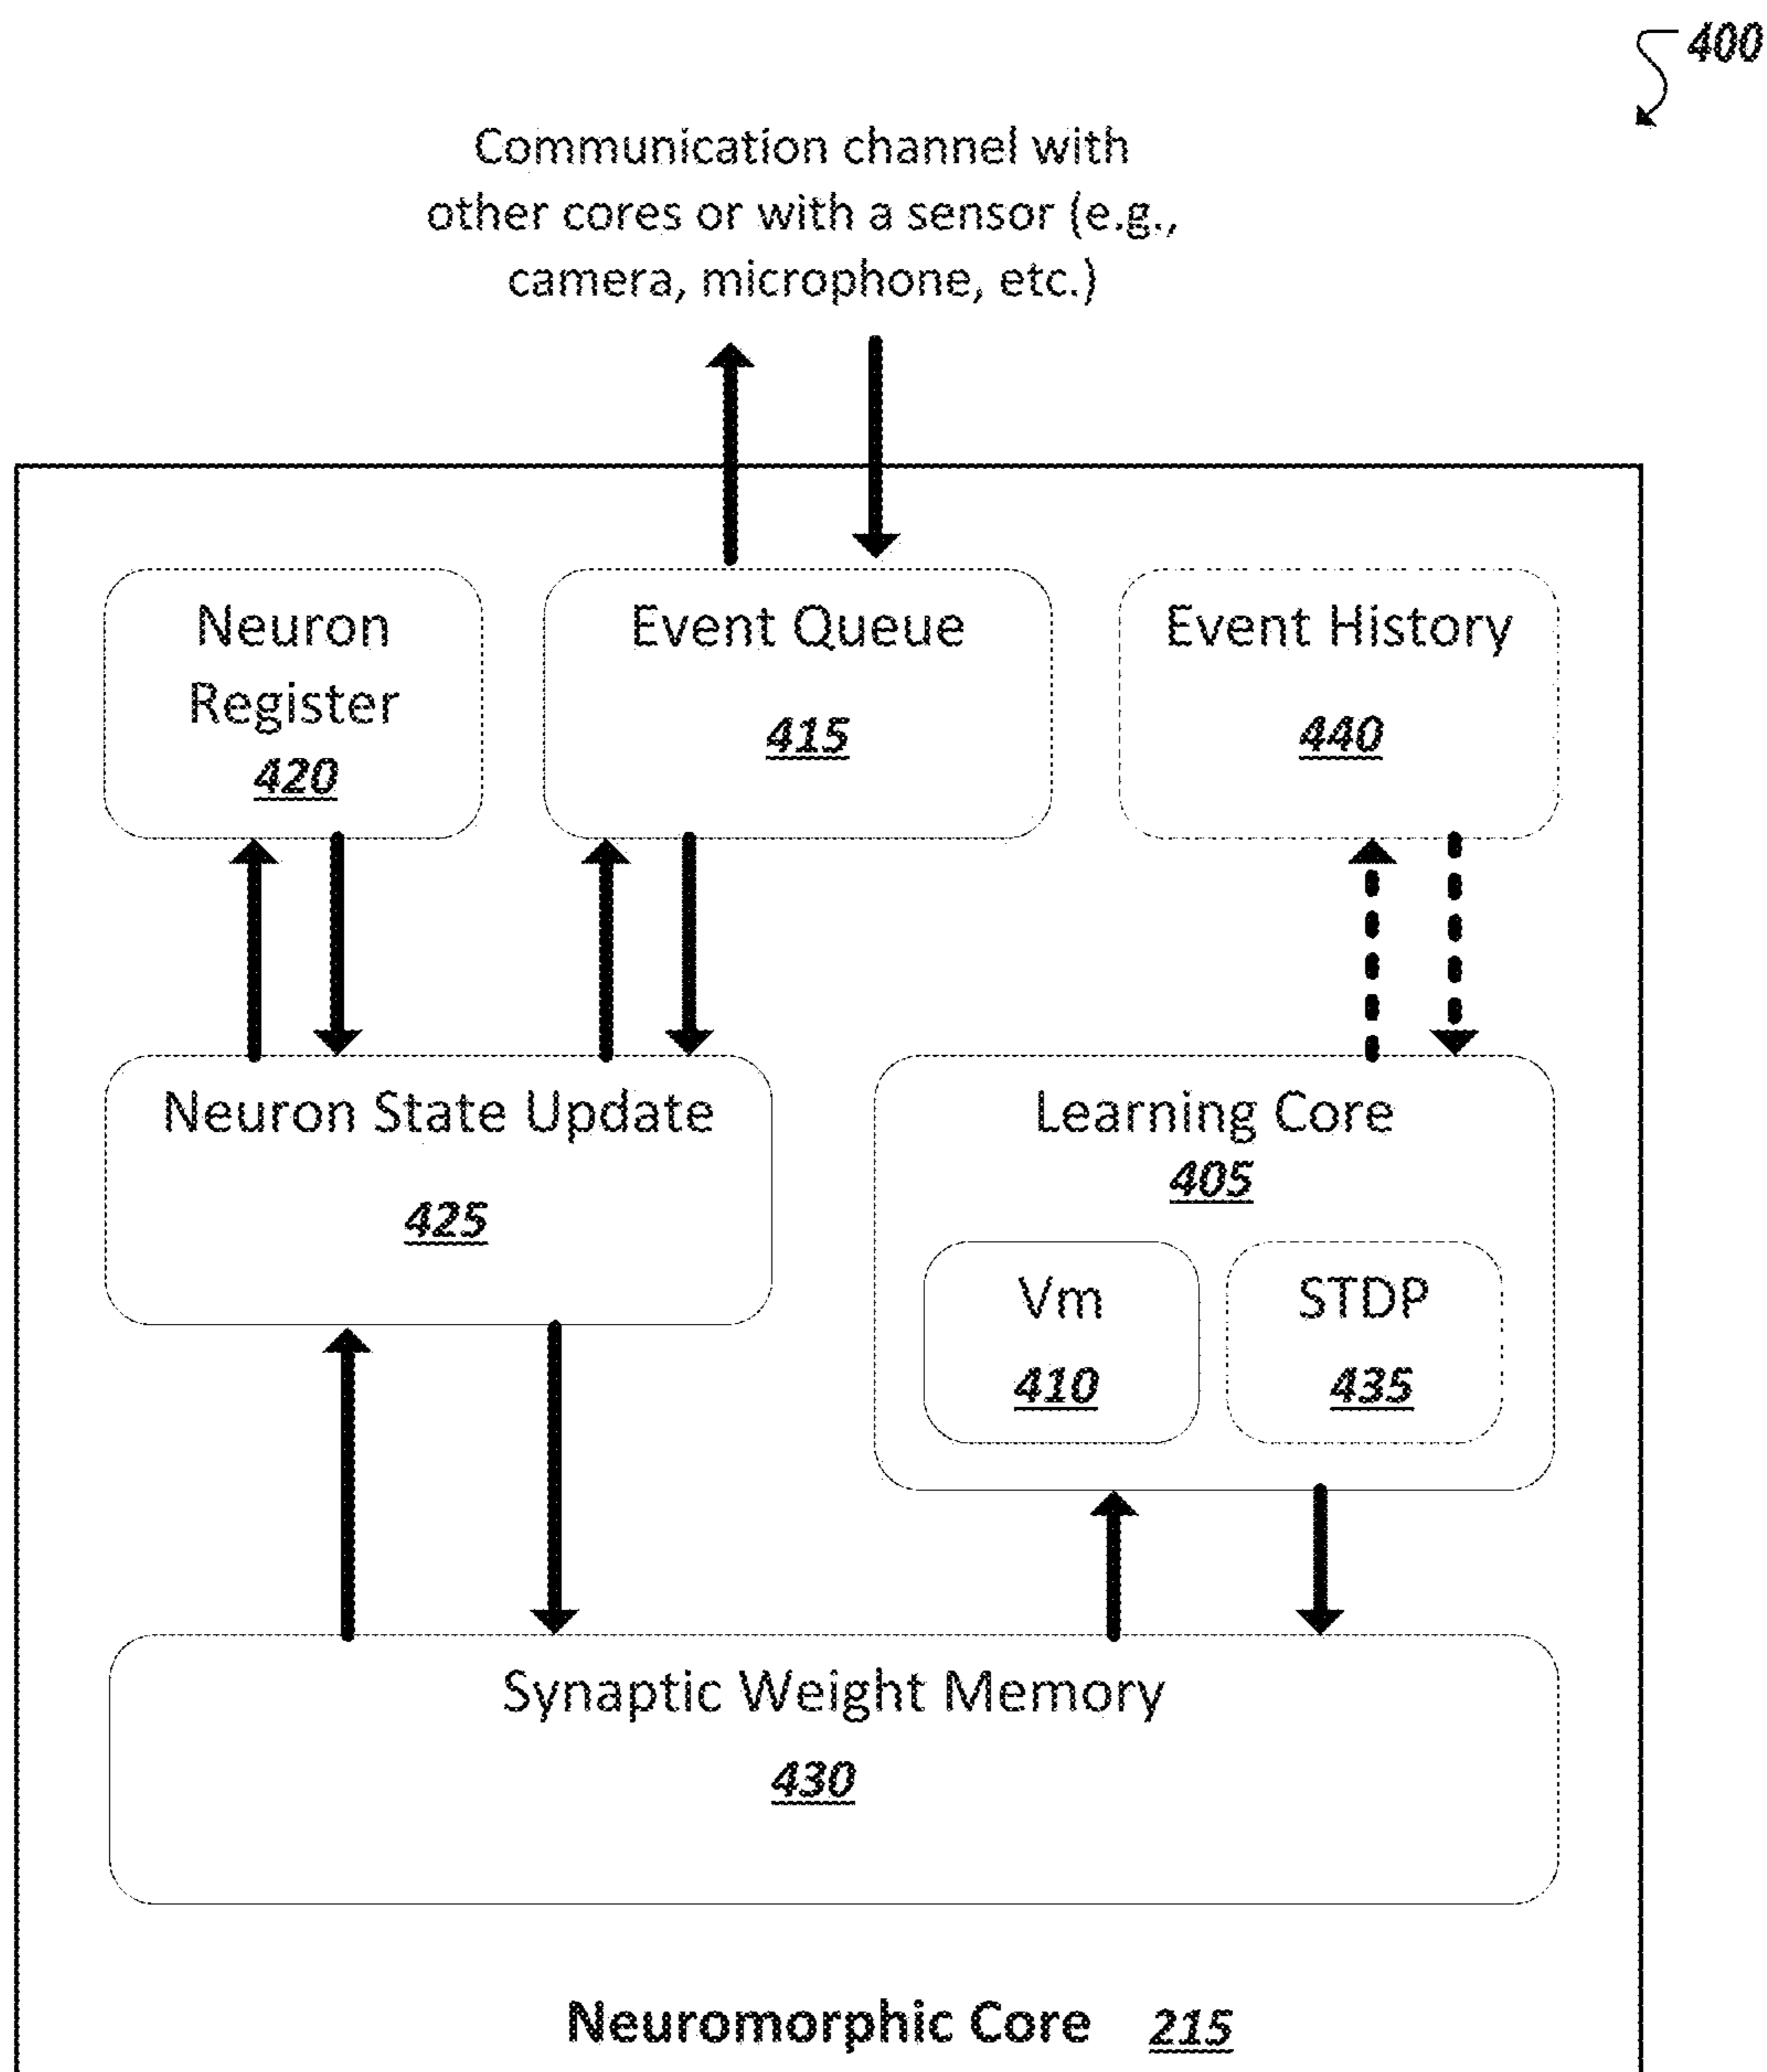 400
Communication channel with
other cores or with a sensor (e.g.,
camera, microphone, etc.)
Neuron
Register
420
Event Queue
415
Event History
440
Neuron State Update
425
Learning Core
405
Vm
410
STDP
435
Synaptic Weight Memory
430
Neuromorphic Core 215